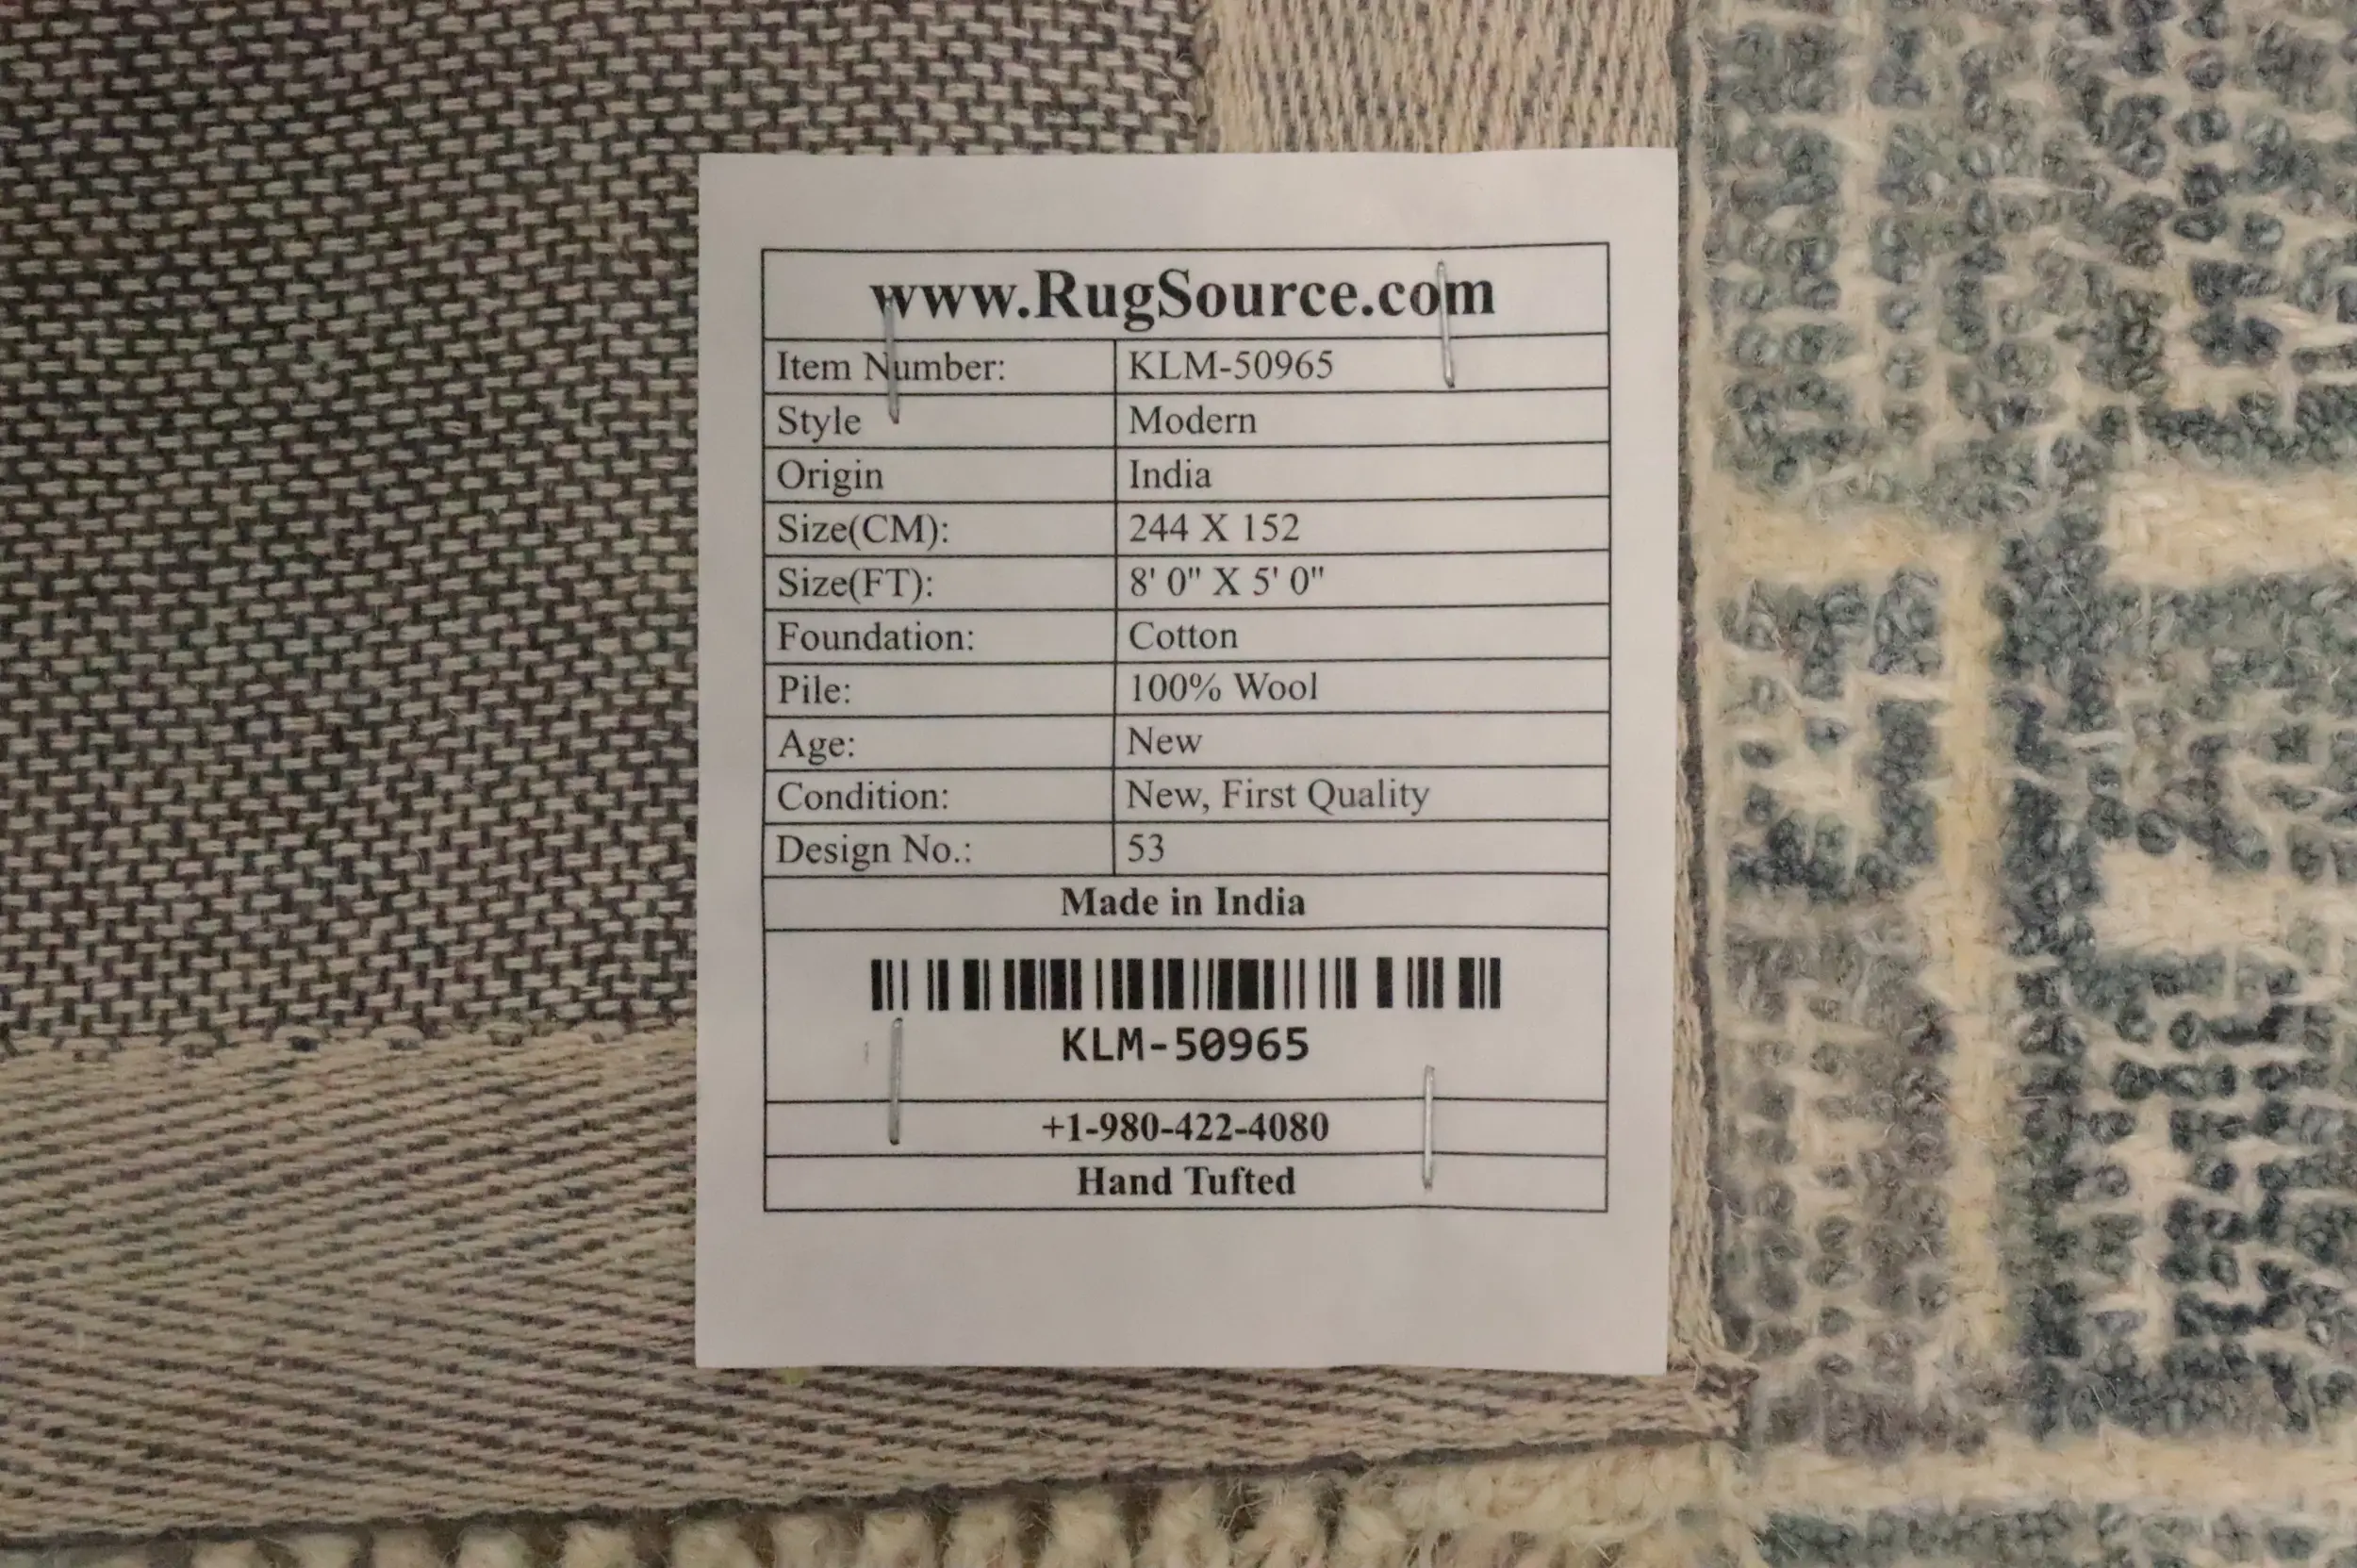 www.RugSource.com
Item Number: KLM-50965
Style Modern
Origin India
Size(CM): 244 X 152
Size(FT): 8' 0" X 5' 0"
Foundation: Cotton
Pile: 100% Wool
Age: New
Condition: New, First Quality
Design No.: 53
Made in India
KLM-50965
+1-980-422-4080
Hand Tufted